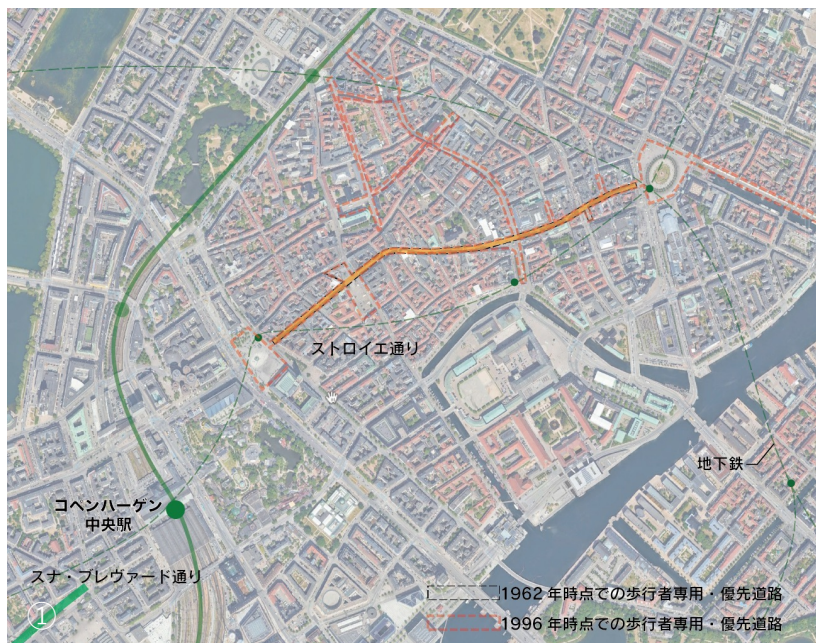 ストロイエ通り
地下鉄
コペンハーゲン
中央駅
スナ・ブレヴァード通り
①
1962 年時点での歩行者専用・優先道路
1996 年時点での歩行者専用・優先道路